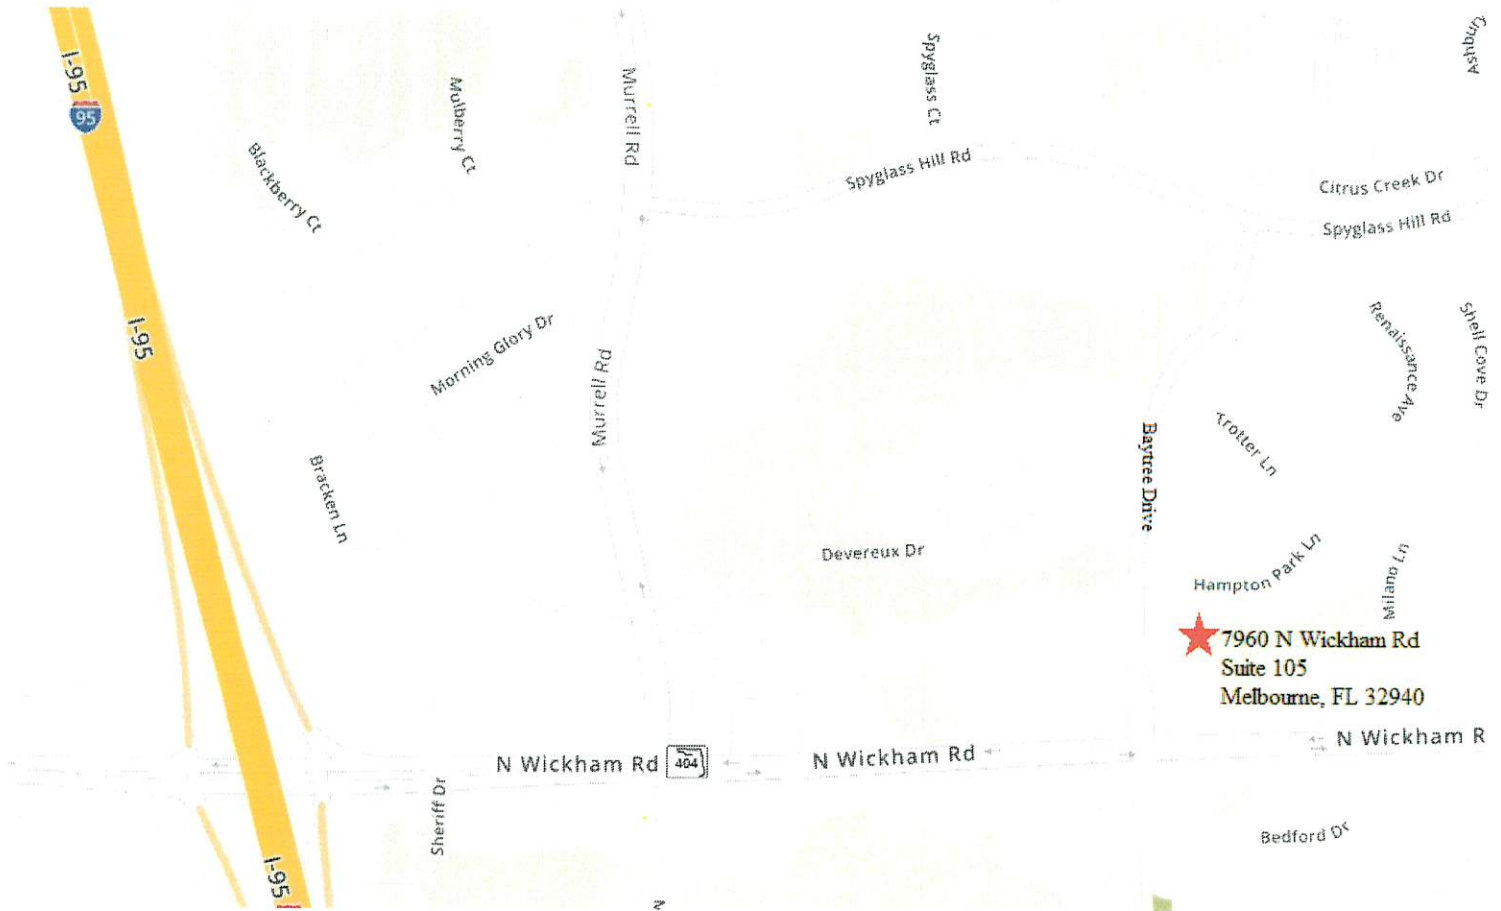 I-95
95
Mulberry Ct
Murrell Rd
Spyglass Ct
Ashbury
Blackberry Ct
Spyglass Hill Rd
Citrus Creek Dr
Spyglass Hill Rd
I-95
Morning Glory Dr
Murrell Rd
Renaissance Ave
Shell Cove Dr
Trotter Ln
Baytree Drive
Bracken Ln
Devereux Dr
Hampton Park Ln
Milano Ln
7960 N Wickham Rd
Suite 105
Melbourne, FL 32940
N Wickham Rd
404
N Wickham Rd
N Wickham R
Sheriff Dr
Bedford Dr
I-95